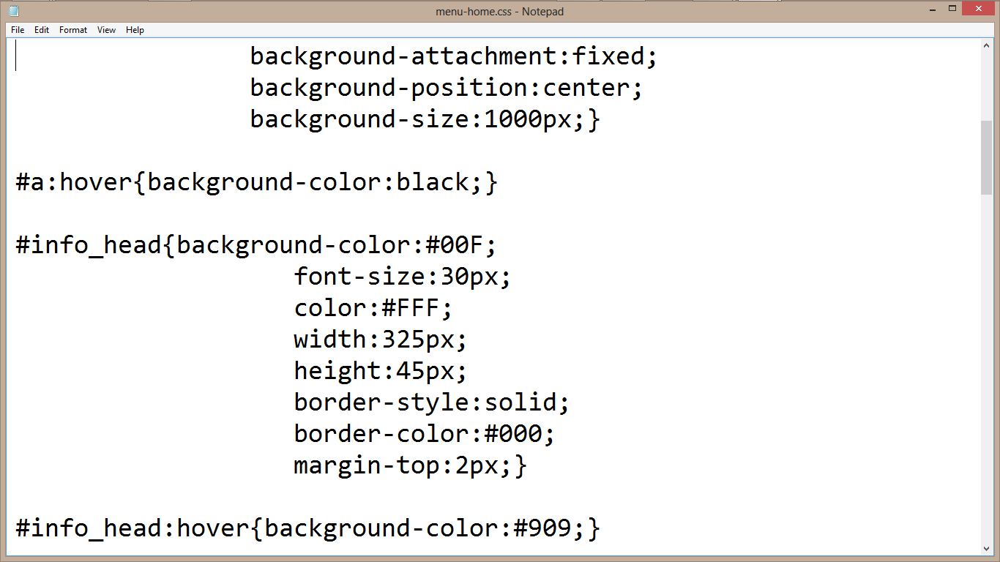 menu-home.css - Notepad
File Edit Format View Help
background-attachment:fixed;
background-position:center;
background-size:1000px;}
#a:hover{background-color:black;}
#info_head{background-color:#00F;
font-size:30px;
color:#FFF;
width:325px;
height:45px;
border-style:solid;
border-color:#000;
margin-top:2px;}
#info_head:hover{background-color:#909;}